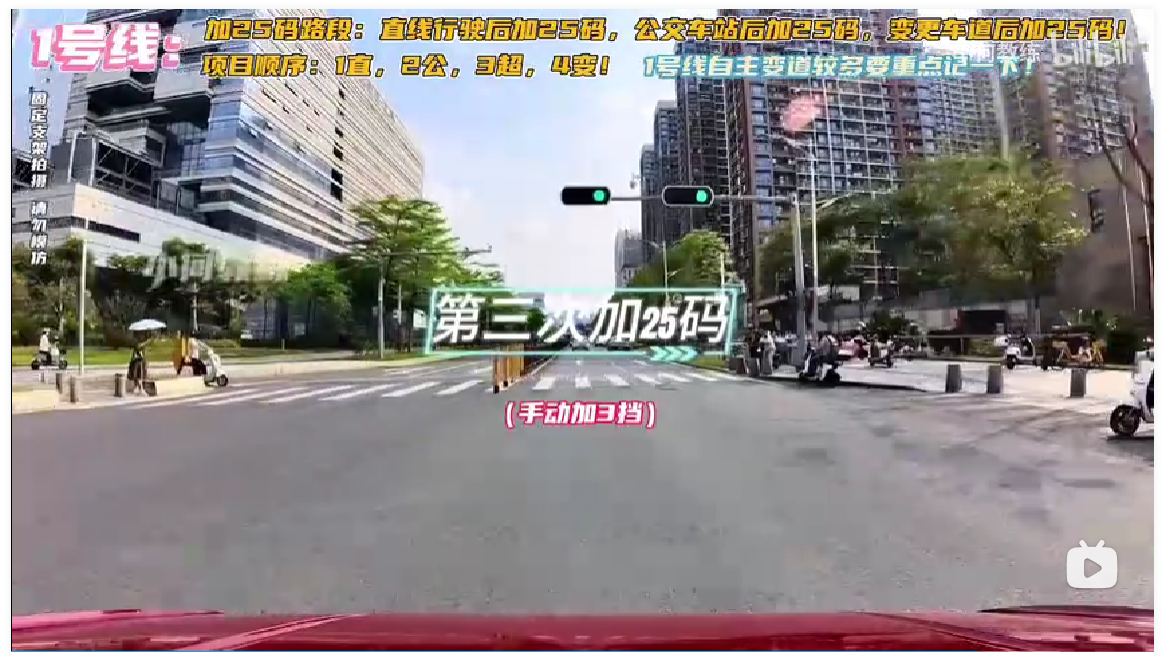 1号线:
加25码路段：直线行驶后加25码，公交车站后加25码，变更车道后加25码！
项目顺序：1直，2公，3超，4变！ 1号线自主变道较多要重点记一下！
bilibili
固定支架拍摄 请勿模仿
第三次加25码
(手动加3挡)